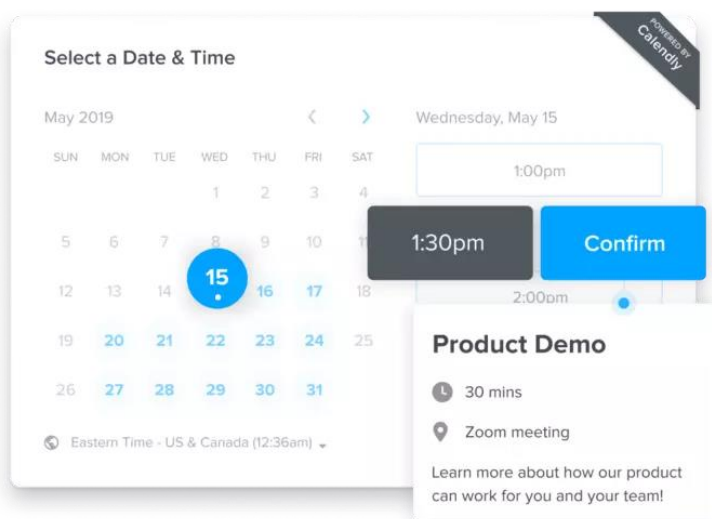 POWERED BY
Calendly
Select a Date & Time
May 2019
< >
SUN MON TUE WED THU FRI SAT
1 2 3 4
5 6 7 8 9 10 11
12 13 14 15 16 17 18
19 20 21 22 23 24 25
26 27 28 29 30 31
Eastern Time - US & Canada (12:36am)
Wednesday, May 15
1:00pm
1:30pm Confirm
2:00pm
Product Demo
30 mins
Zoom meeting
Learn more about how our product
can work for you and your team!